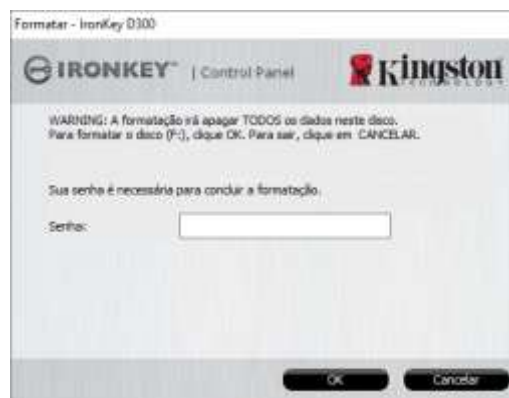 Formatar - IronKey D300
IRONKEY™ | Control Panel
Kingston
TECHNOLOGY
WARNING: A formatação irá apagar TODOS os dados neste disco.
Para formatar o disco (F:), clique OK. Para sair, clique em CANCELAR.
Sua senha é necessária para concluir a formatação.
Senha:
OK
Cancelar